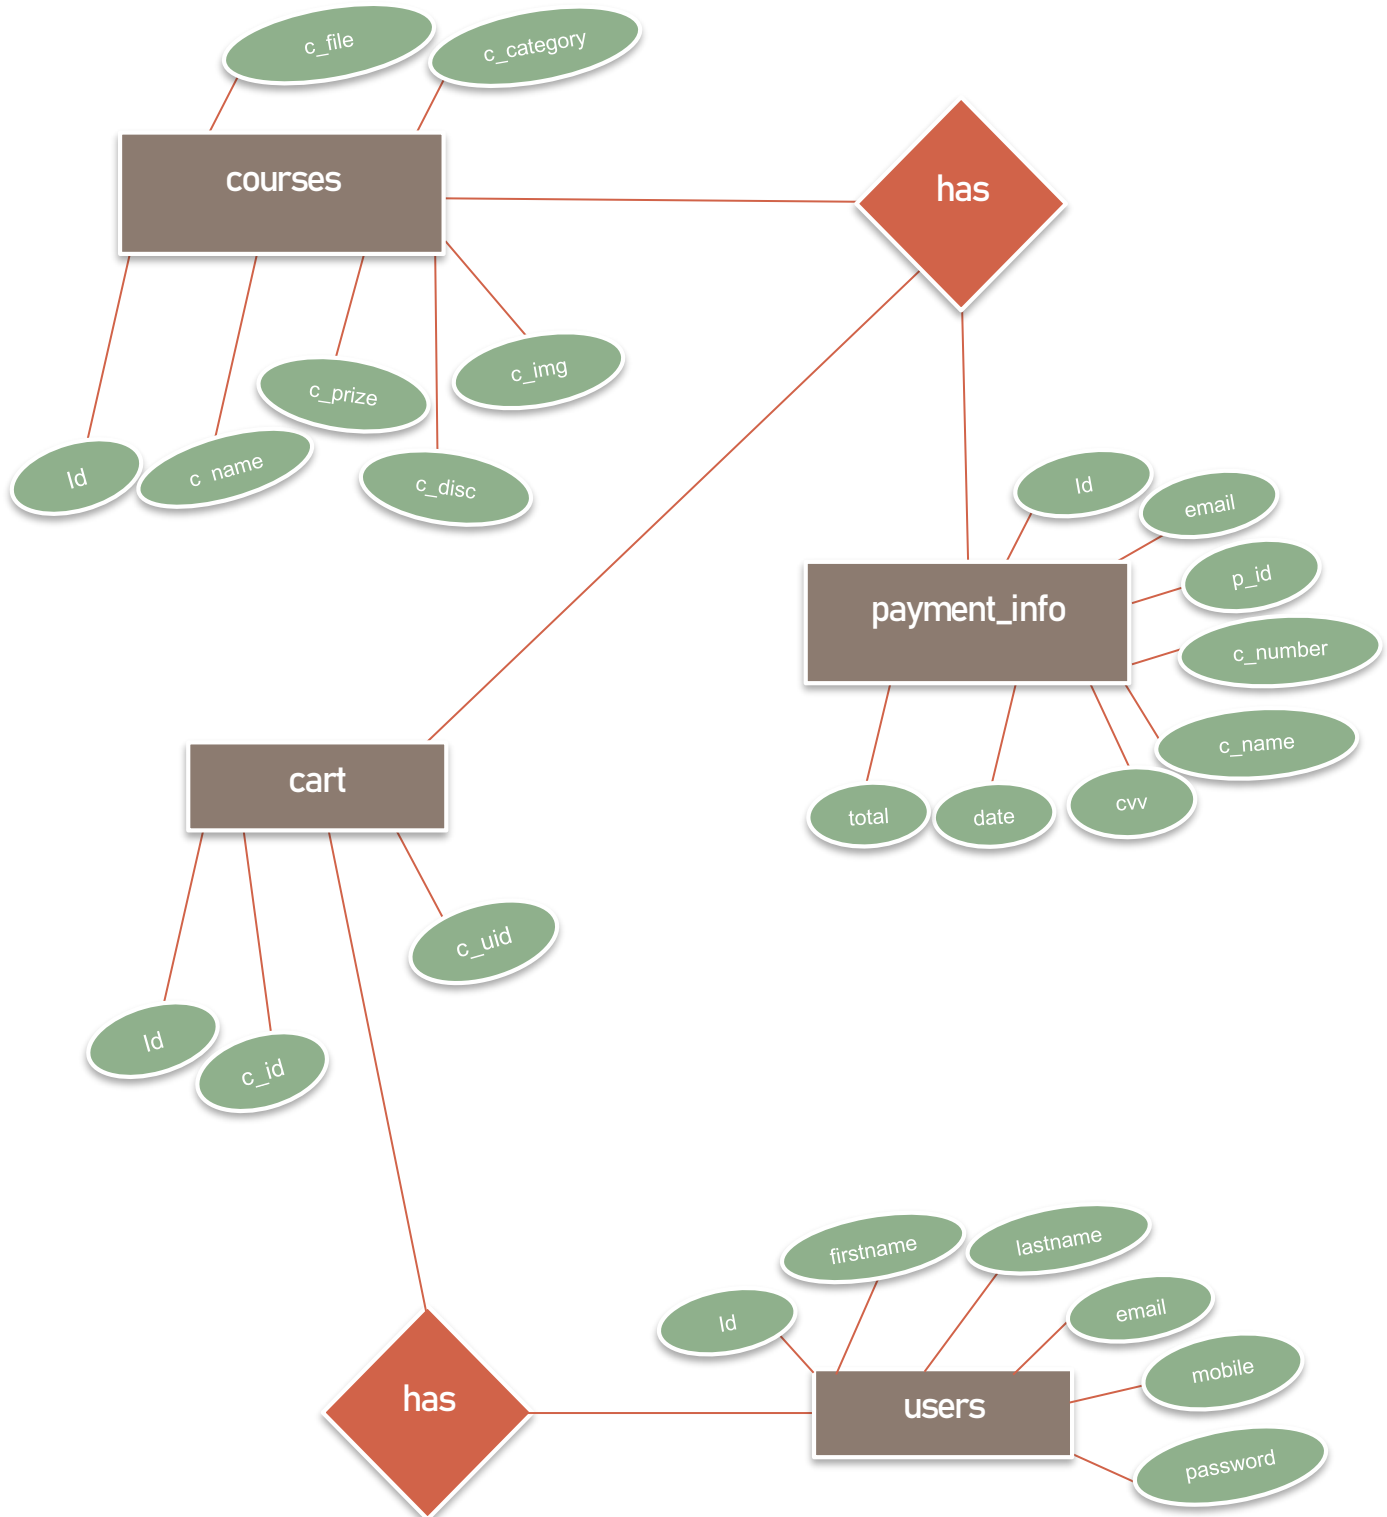 c_file
c_category
courses
has
c_img
c_prize
Id
c_name
c_disc
Id
email
p_id
payment_info
c_number
c_name
total
date
cvv
cart
c_uid
Id
c_id
firstname
lastname
Id
email
mobile
has
users
password